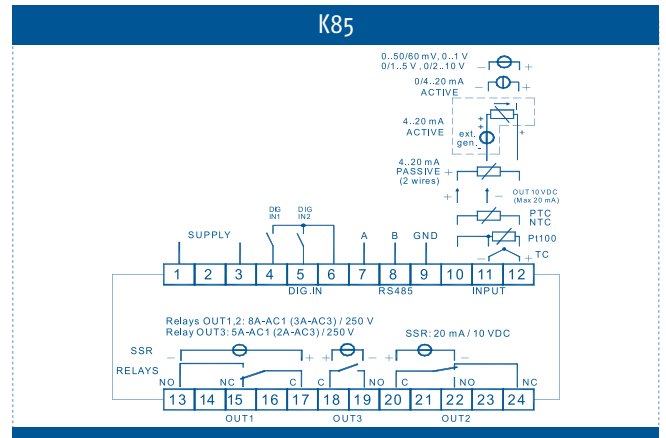 K85
0..50/60 mV, 0..1 V
0/1..5 V , 0/2..10 V
- +
0/4..20 mA
ACTIVE
- +
I
4..20 mA
ACTIVE
+
+
ext.
gen.
-
+
4..20 mA
PASSIVE
(2 wires)
+ -
+ -
OUT 10 VDC
(Max 20 mA)
PTC
NTC
Pt100
- + TC
SUPPLY
DIG
IN1
DIG
IN2
A B GND
1 2 3 4 5 6 7 8 9 10 11 12
DIG.IN RS485 INPUT
Relays OUT1,2: 8A-AC1 (3A-AC3) / 250 V
Relay OUT3: 5A-AC1 (2A-AC3) / 250 V
SSR: 20 mA / 10 VDC
SSR - + + - + -
RELAYS
NO NC C C NO C NO NC
13 14 15 16 17 18 19 20 21 22 23 24
OUT1 OUT3 OUT2